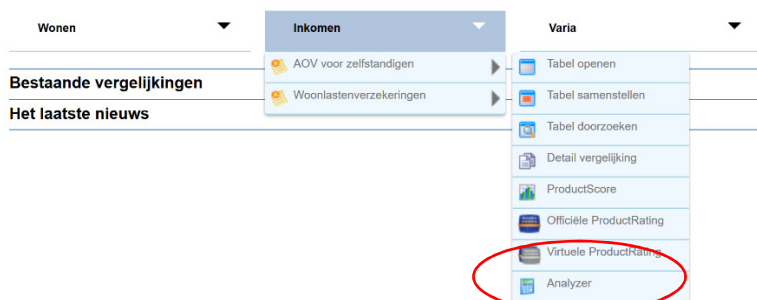 Wonen
Inkomen
Varia
Bestaande vergelijkingen
Het laatste nieuws
AOV voor zelfstandigen
Woonlastenverzekeringen
Tabel openen
Tabel samenstellen
Tabel doorzoeken
Detail vergelijking
ProductScore
Officiële ProductRating
Virtuele ProductRating
Analyzer